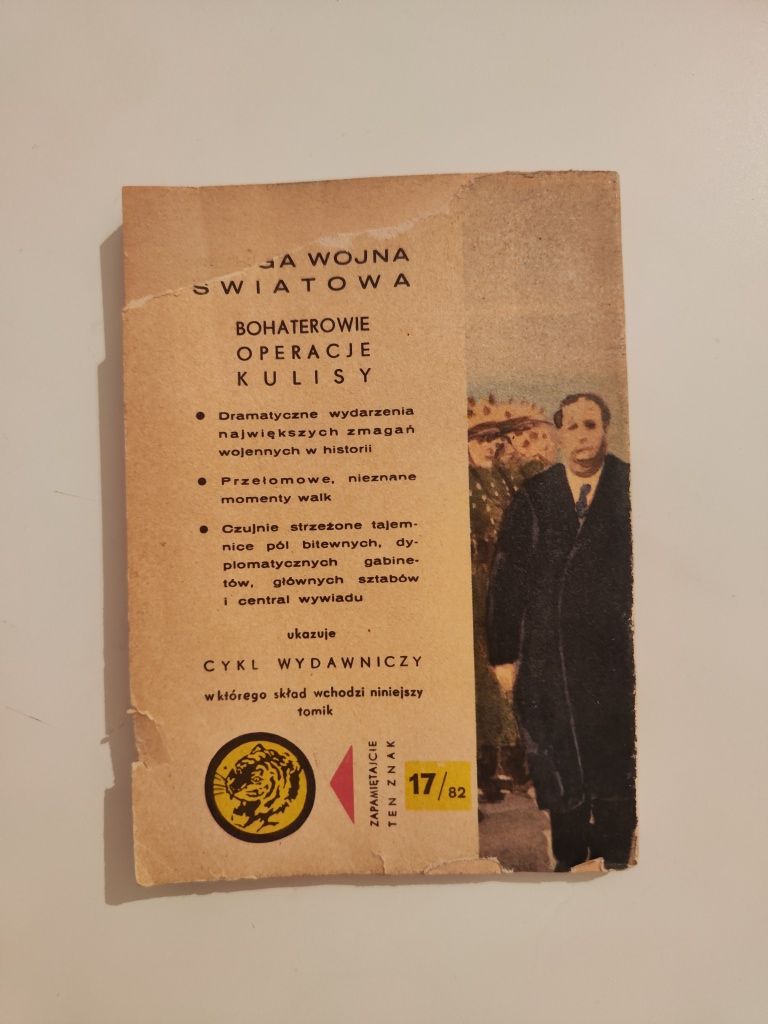 GA WOJNA
ŚWIATOWA
BOHATEROWIE
OPERACJE
KULISY
● Dramatyczne wydarzenia
największych zmagań
wojennych w historii
● Przełomowe, nieznane
momenty walk
● Czujnie strzeżone tajem-
nice pól bitewnych, dy-
plomatycznych gabine-
tów, głównych sztabów
i central wywiadu
ukazuje
CYKL WYDAWNICZY
w którego skład wchodzi niniejszy
tomik
ZAPAMIĘTAJCIE
TEN ZNAK
17/82